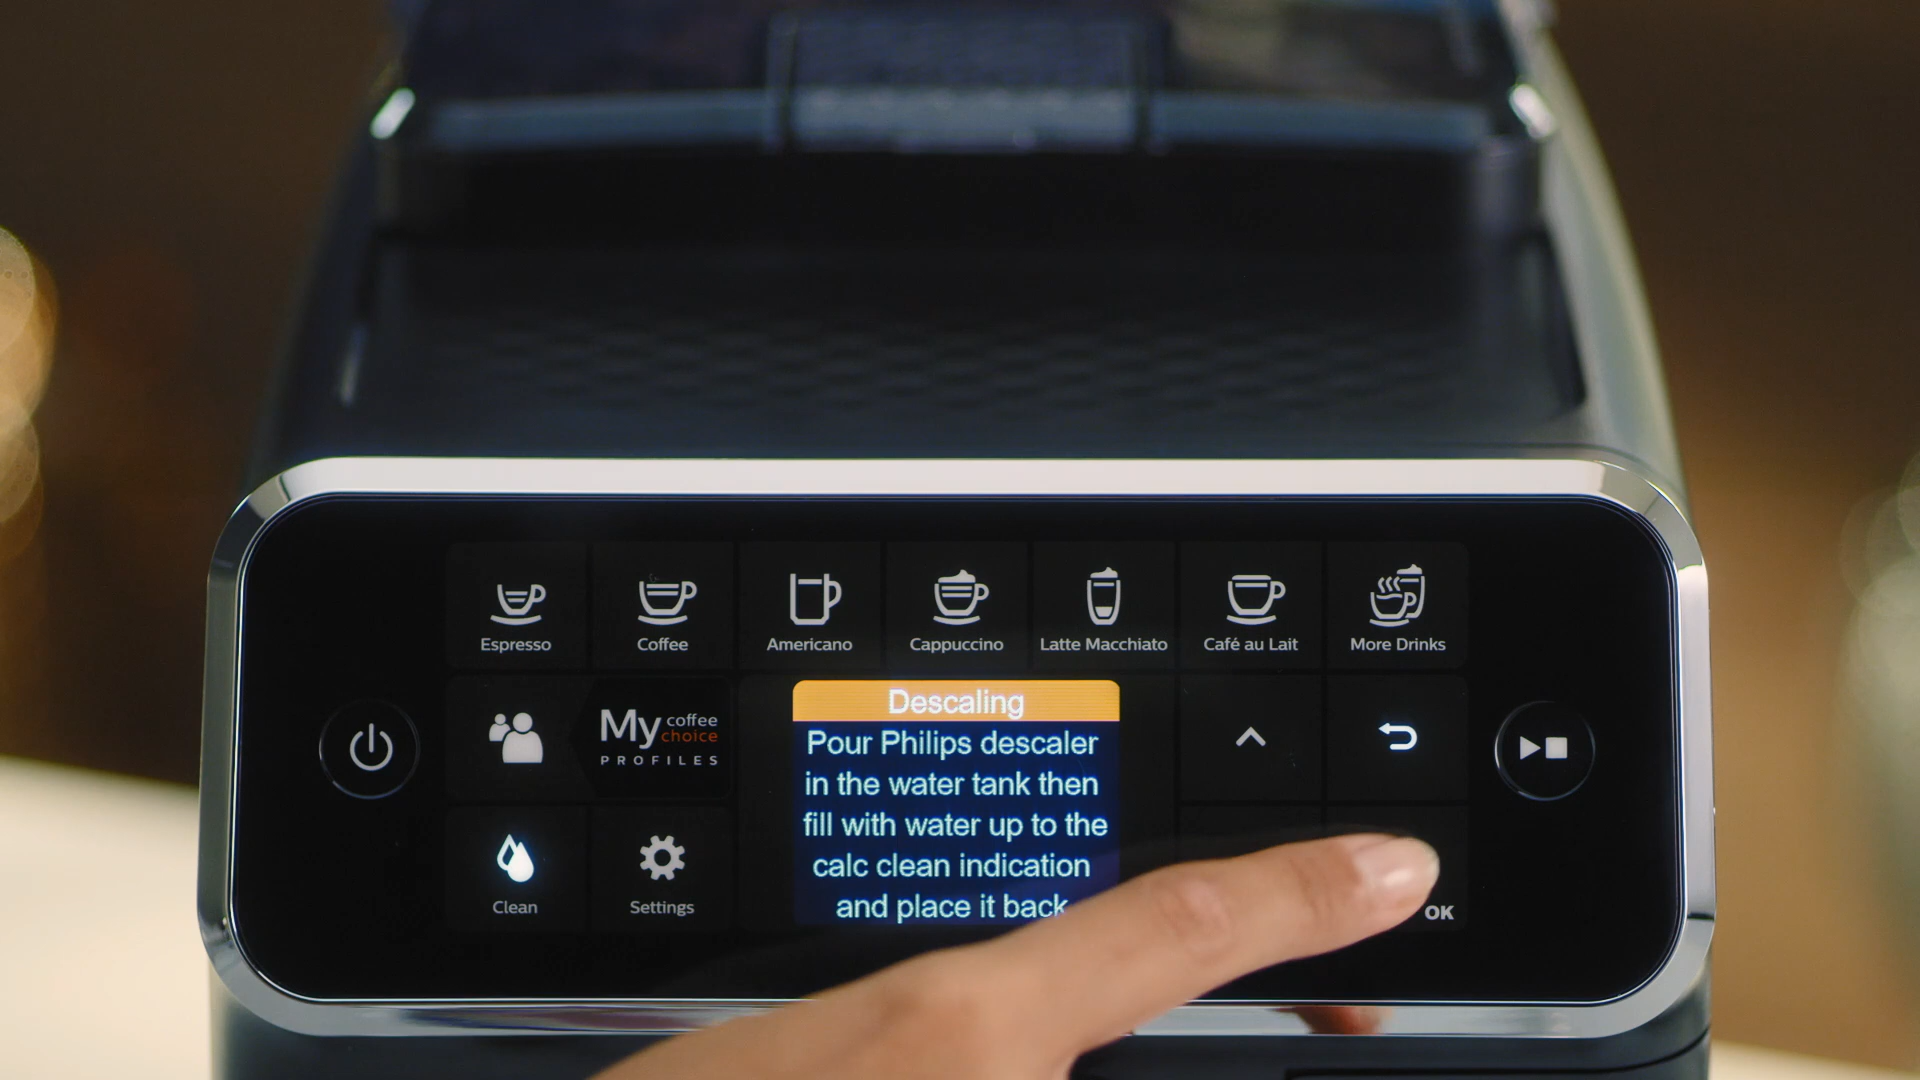 Espresso
Coffee
Americano
Cappuccino
Latte Macchiato
Café au Lait
More Drinks
My coffee choice
PROFILES
Descaling
Pour Philips descaler
in the water tank then
fill with water up to the
calc clean indication
and place it back
Clean
Settings
OK